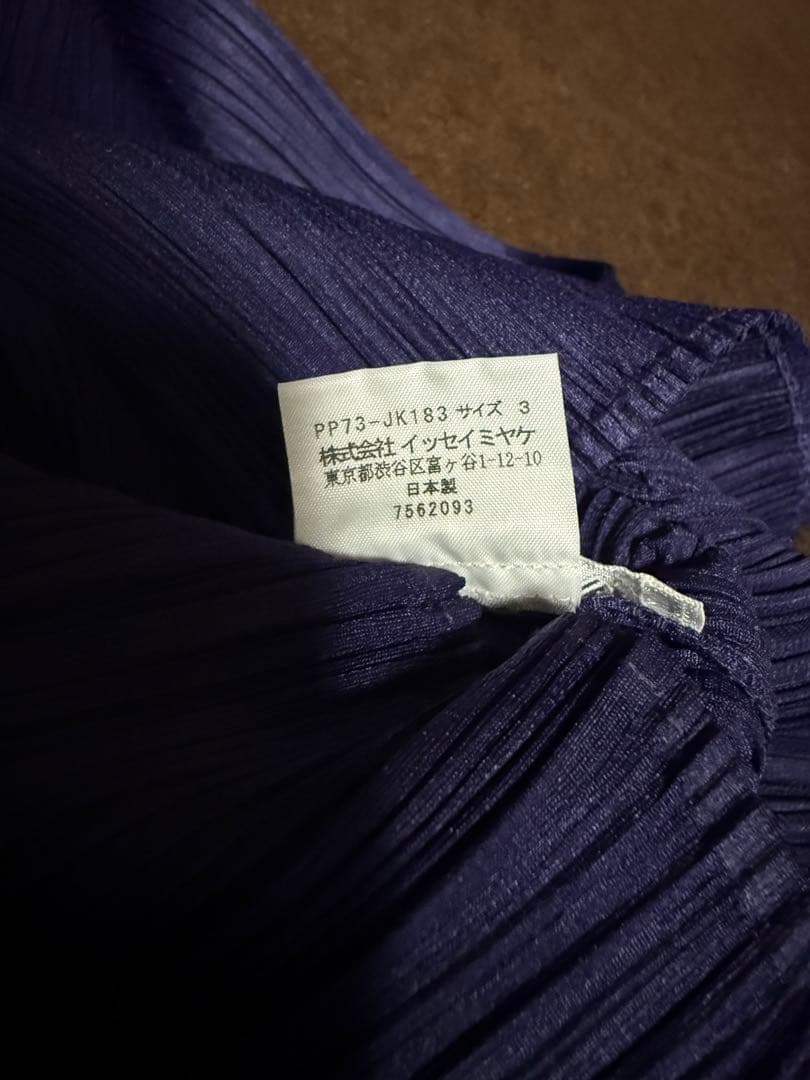 PP73-JK183 サイズ 3
株式会社 イッセイミヤケ
東京都渋谷区富ヶ谷1-12-10
日本製
7562093